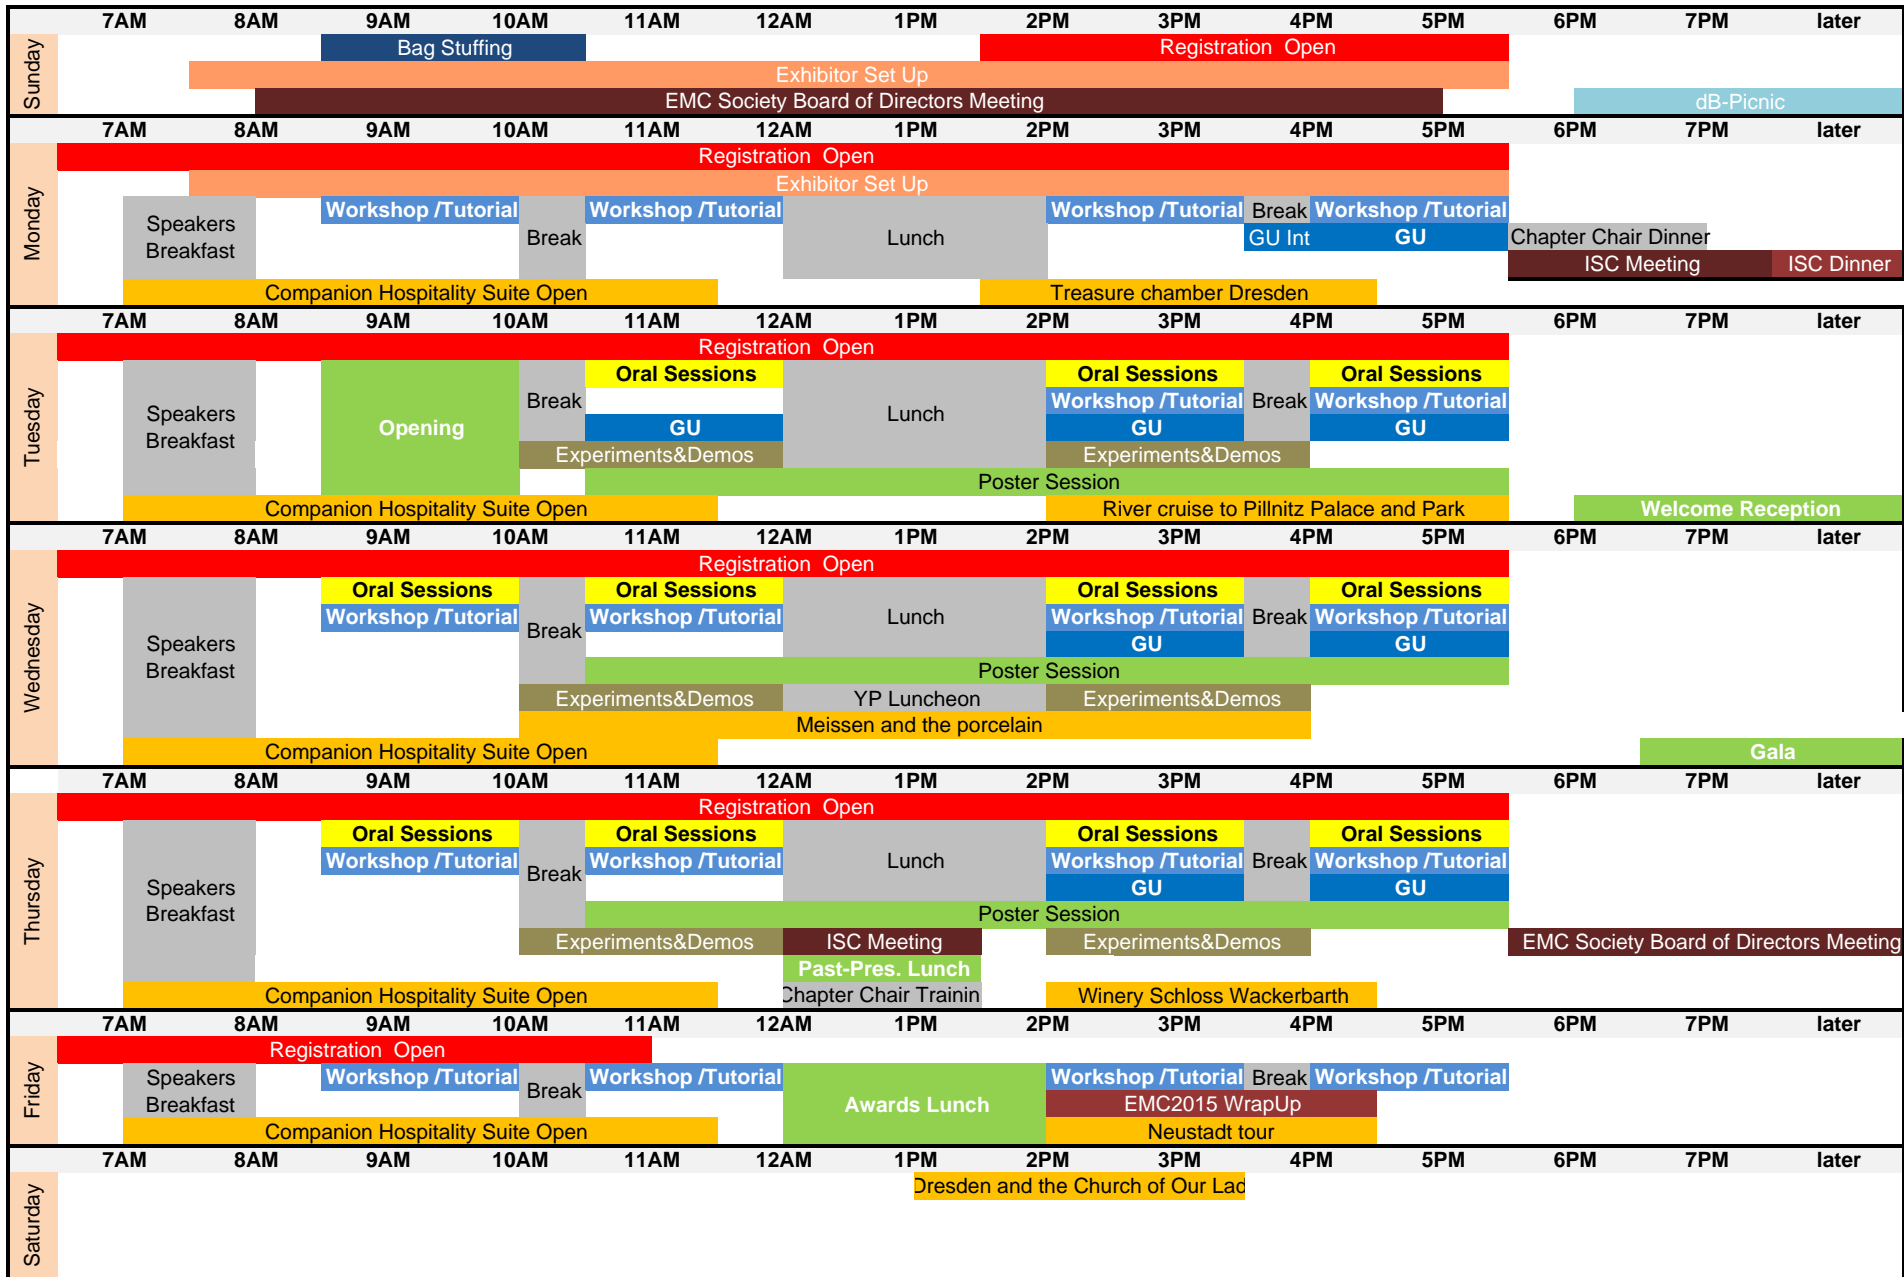 7AM 8AM 9AM 10AM 11AM 12AM 1PM 2PM 3PM 4PM 5PM 6PM 7PM later
Sunday
Bag Stuffing Registration Open
Exhibitor Set Up
EMC Society Board of Directors Meeting dB-Picnic
7AM 8AM 9AM 10AM 11AM 12AM 1PM 2PM 3PM 4PM 5PM 6PM 7PM later
Monday
Registration Open
Exhibitor Set Up
Speakers Breakfast
Workshop /Tutorial Break Workshop /Tutorial Lunch Workshop /Tutorial Break Workshop /Tutorial
GU Int GU Chapter Chair Dinner
ISC Meeting ISC Dinner
Companion Hospitality Suite Open Treasure chamber Dresden
7AM 8AM 9AM 10AM 11AM 12AM 1PM 2PM 3PM 4PM 5PM 6PM 7PM later
Tuesday
Registration Open
Speakers Breakfast
Opening
Break
Oral Sessions Lunch Oral Sessions Break Oral Sessions
Workshop /Tutorial Workshop /Tutorial
GU GU GU
Experiments&Demos Experiments&Demos
Poster Session
Companion Hospitality Suite Open River cruise to Pillnitz Palace and Park Welcome Reception
7AM 8AM 9AM 10AM 11AM 12AM 1PM 2PM 3PM 4PM 5PM 6PM 7PM later
Wednesday
Registration Open
Speakers Breakfast
Oral Sessions Break Oral Sessions Lunch Oral Sessions Break Oral Sessions
Workshop /Tutorial Workshop /Tutorial Workshop /Tutorial Workshop /Tutorial
GU GU
Poster Session
Experiments&Demos YP Luncheon Experiments&Demos
Meissen and the porcelain
Companion Hospitality Suite Open Gala
7AM 8AM 9AM 10AM 11AM 12AM 1PM 2PM 3PM 4PM 5PM 6PM 7PM later
Thursday
Registration Open
Speakers Breakfast
Oral Sessions Break Oral Sessions Lunch Oral Sessions Break Oral Sessions
Workshop /Tutorial Workshop /Tutorial Workshop /Tutorial Workshop /Tutorial
GU GU
Poster Session
Experiments&Demos ISC Meeting Experiments&Demos EMC Society Board of Directors Meeting
Past-Pres. Lunch
Companion Hospitality Suite Open Chapter Chair Trainin Winery Schloss Wackerbarth
7AM 8AM 9AM 10AM 11AM 12AM 1PM 2PM 3PM 4PM 5PM 6PM 7PM later
Friday
Registration Open
Speakers Breakfast
Workshop /Tutorial Break Workshop /Tutorial Awards Lunch Workshop /Tutorial Break Workshop /Tutorial
EMC2015 WrapUp
Companion Hospitality Suite Open Neustadt tour
7AM 8AM 9AM 10AM 11AM 12AM 1PM 2PM 3PM 4PM 5PM 6PM 7PM later
Saturday
Dresden and the Church of Our Lad